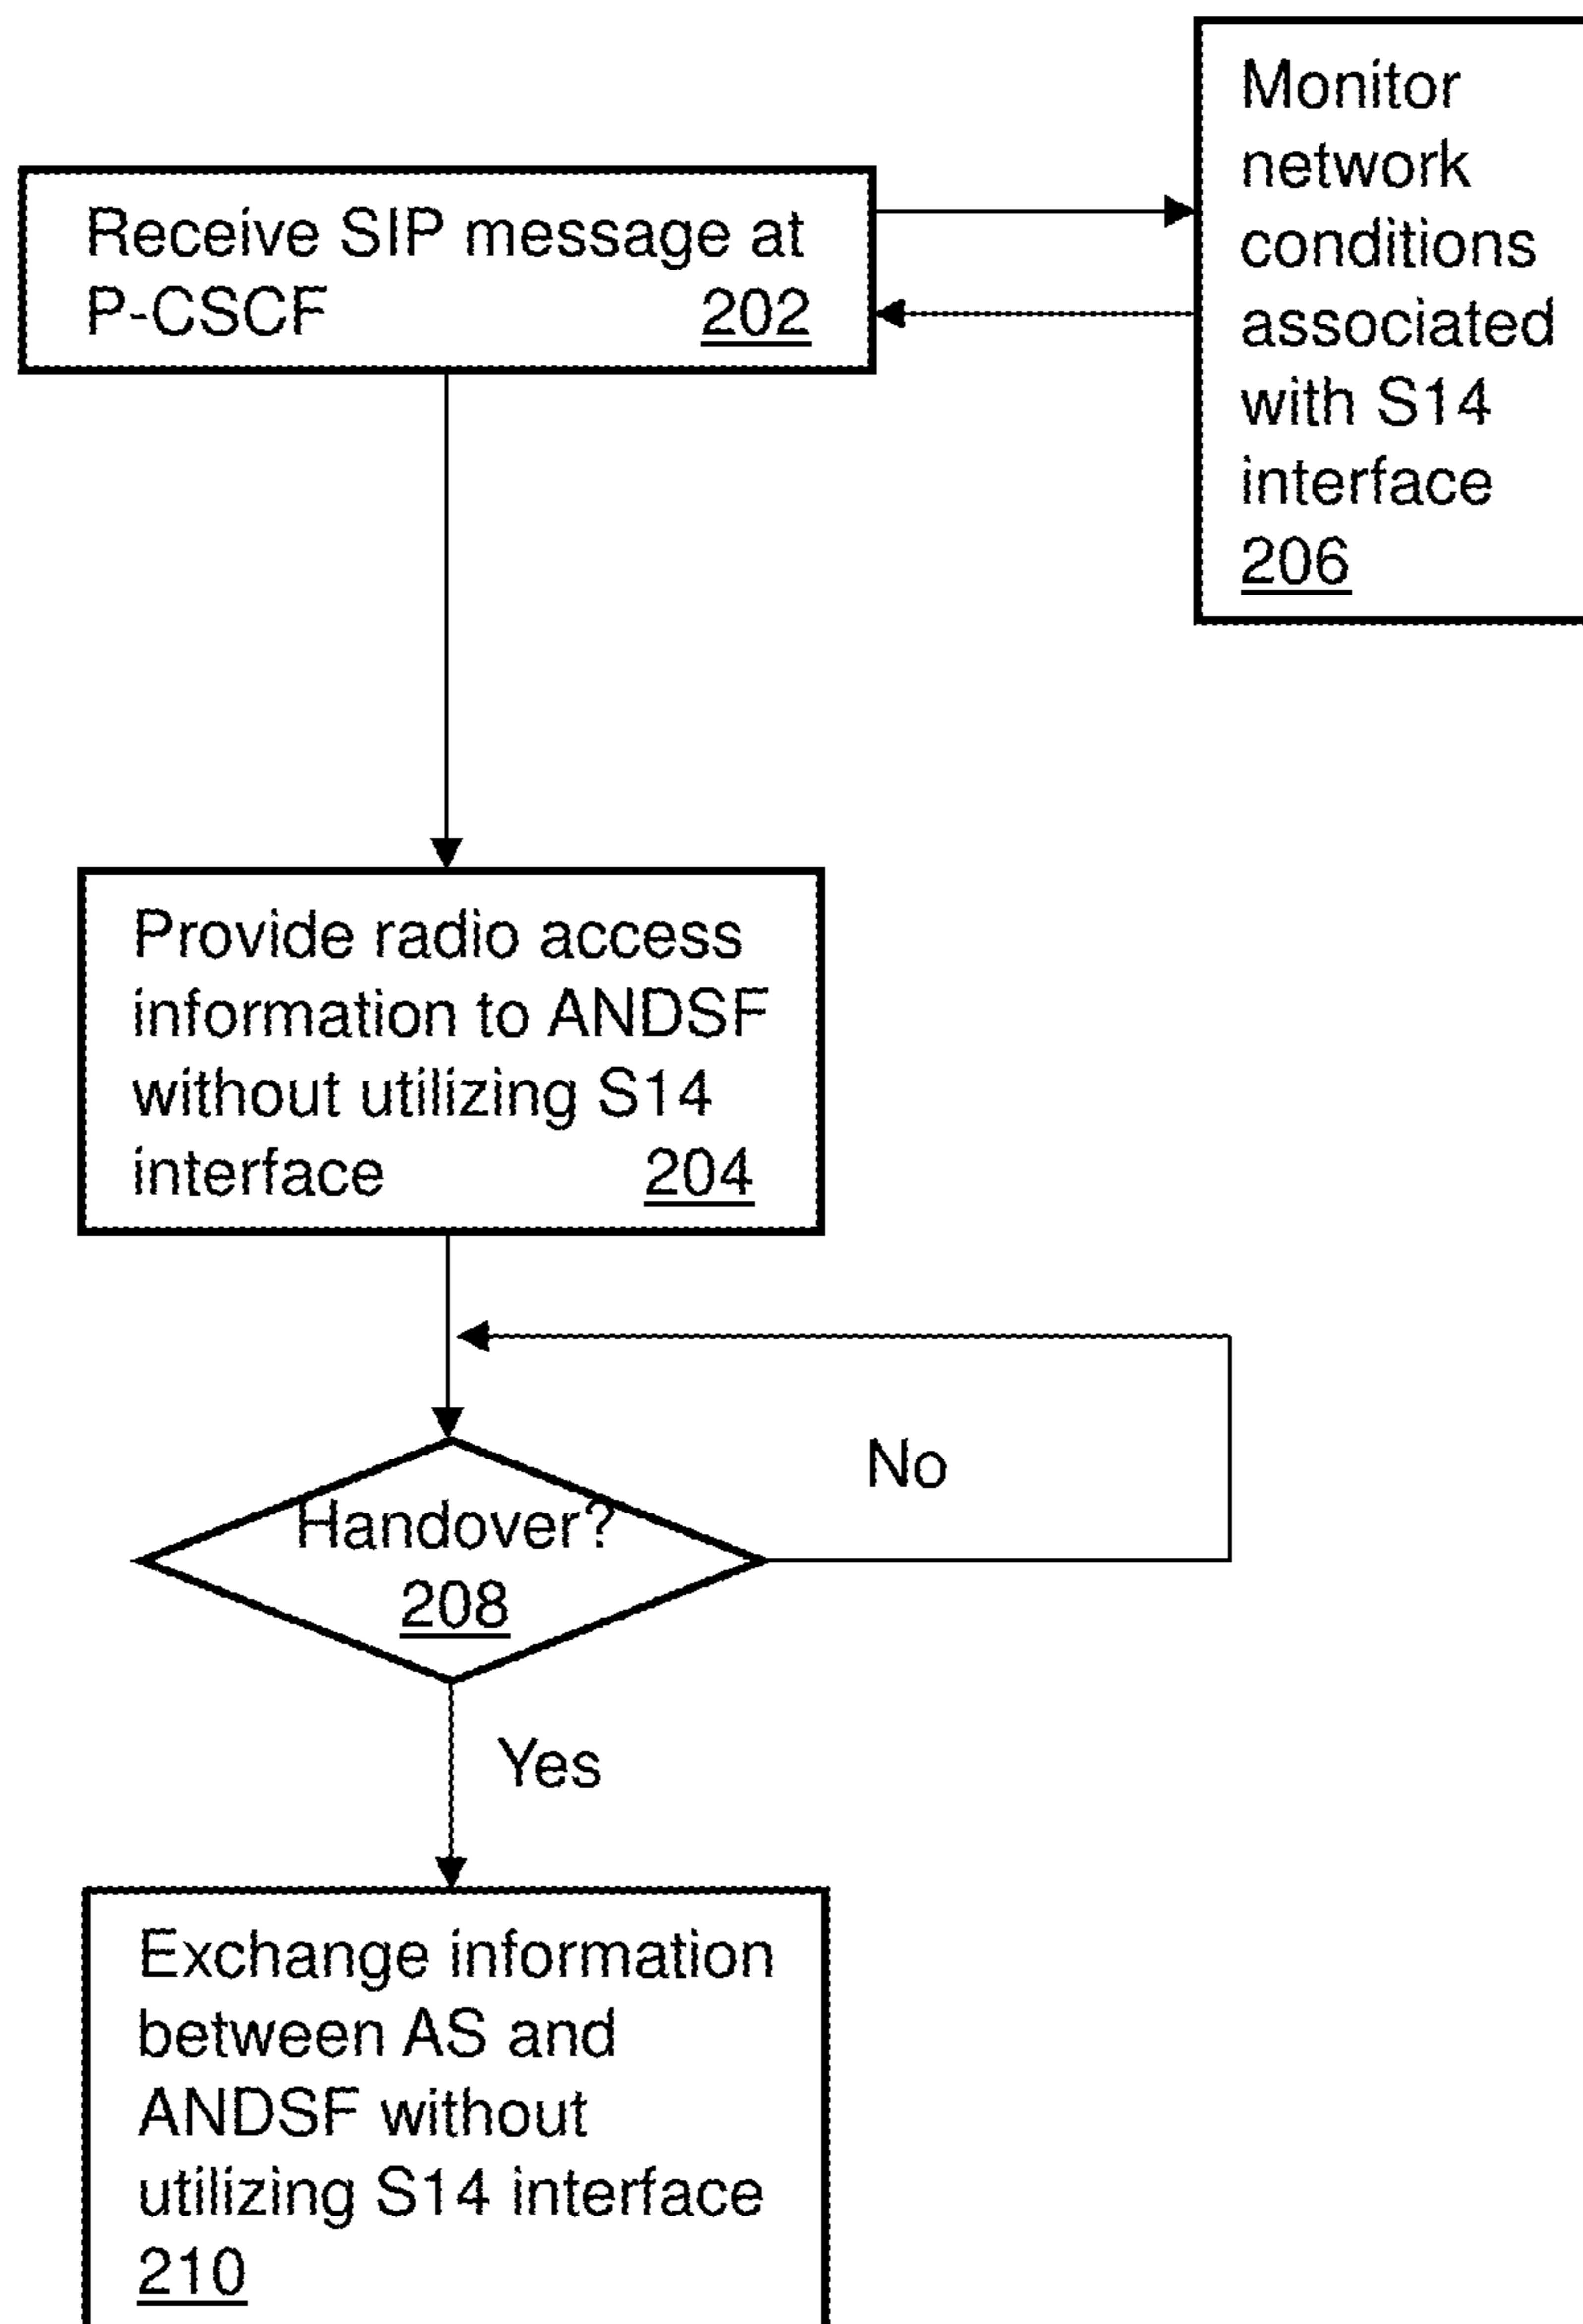 Monitor
network
conditions
associated
with S14
interface
206
Receive SIP message at
P-CSCF 202
Provide radio access
information to ANDSF
without utilizing S14
interface 204
No
Handover?
208
Yes
Exchange information
between AS and
ANDSF without
utilizing S14 interface
210